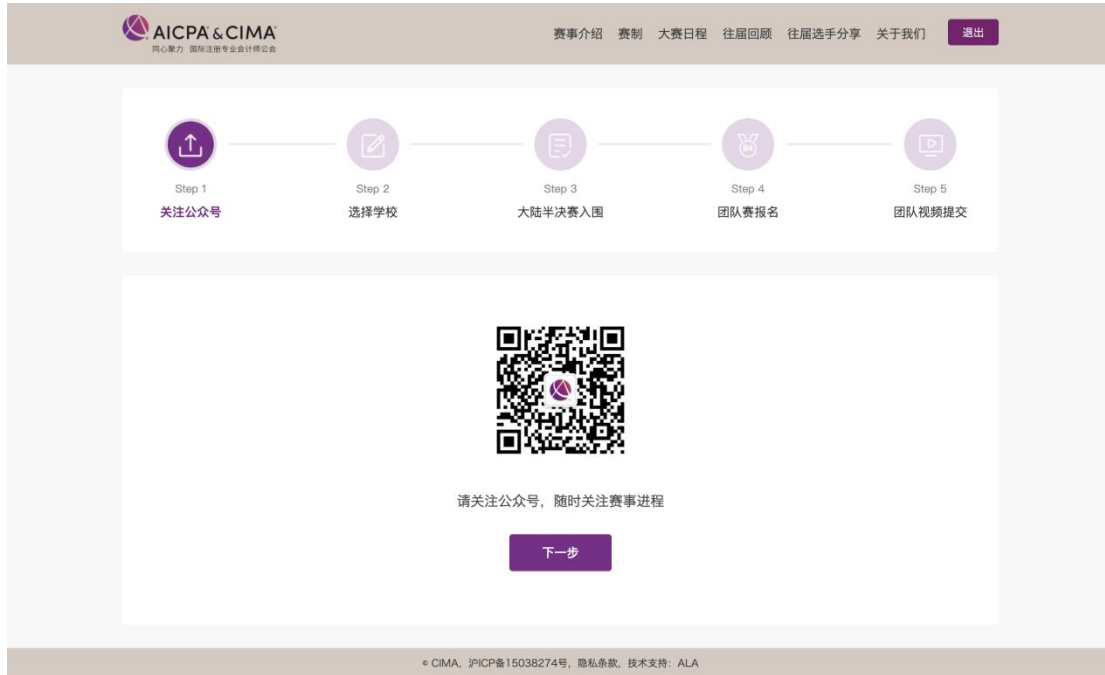 AICPA & CIMA
同心聚力 国际注册专业会计师公会
赛事介绍 赛制 大赛日程 往届回顾 往届选手分享 关于我们 退出
Step 1 Step 2 Step 3 Step 4 Step 5
关注公众号 选择学校 大陆半决赛入围 团队赛报名 团队视频提交
请关注公众号，随时关注赛事进程
下一步
© CIMA，沪ICP备15038274号，隐私条款，技术支持：ALA